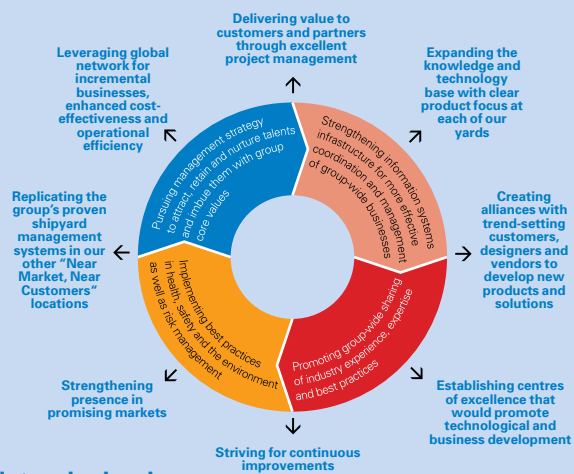 Delivering value to
customers and partners
through excellent
project management
Expanding the
knowledge and
technology
base with clear
product focus at
each of our
yards
Creating
alliances with
trend-setting
customers,
designers and
vendors to
develop new
products and
solutions
Establishing centres
of excellence that
would promote
technological and
business development
Striving for continuous
improvements
Strengthening
presence in
promising markets
Replicating the
group's proven
shipyard
management
systems in our
other "Near
Market, Near
Customers"
locations
Leveraging global
network for
incremental
businesses,
enhanced cost-
effectiveness and
operational
efficiency
Strengthening information systems
infrastructure for more effective
coordination and management
of group-wide businesses
Promoting group-wide sharing
of industry experience, expertise
and best practices
Implementing best practices
in health, safety and the environment
as well as risk management
Pursuing management strategy
to attract, retain and nurture talents
and imbue them with group
core values